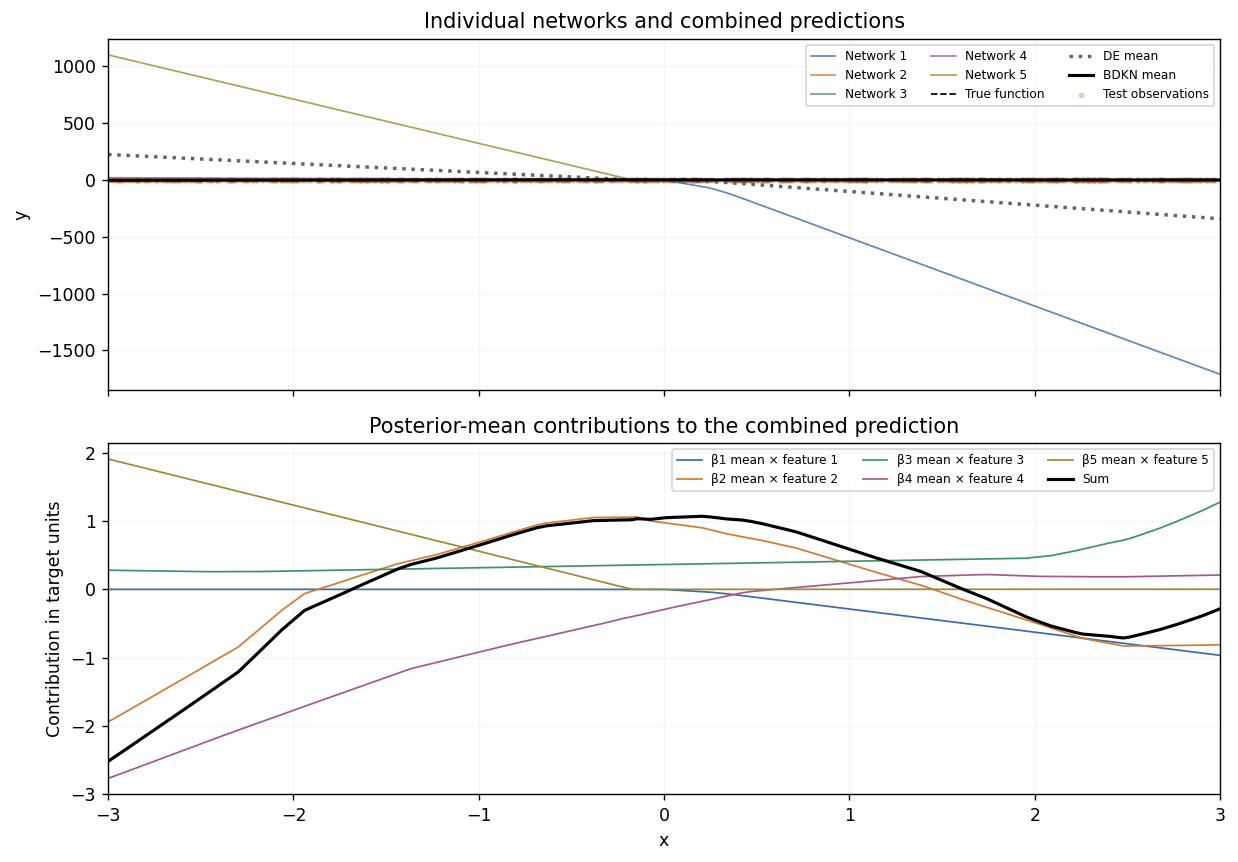 Individual networks and combined predictions
1000
500
0
−500
−1000
−1500
y
Network 1
Network 2
Network 3
Network 4
Network 5
True function
DE mean
BDKN mean
Test observations
Posterior-mean contributions to the combined prediction
2
1
0
−1
−2
−3
Contribution in target units
β1 mean × feature 1
β2 mean × feature 2
β3 mean × feature 3
β4 mean × feature 4
β5 mean × feature 5
Sum
−3
−2
−1
0
1
2
3
x